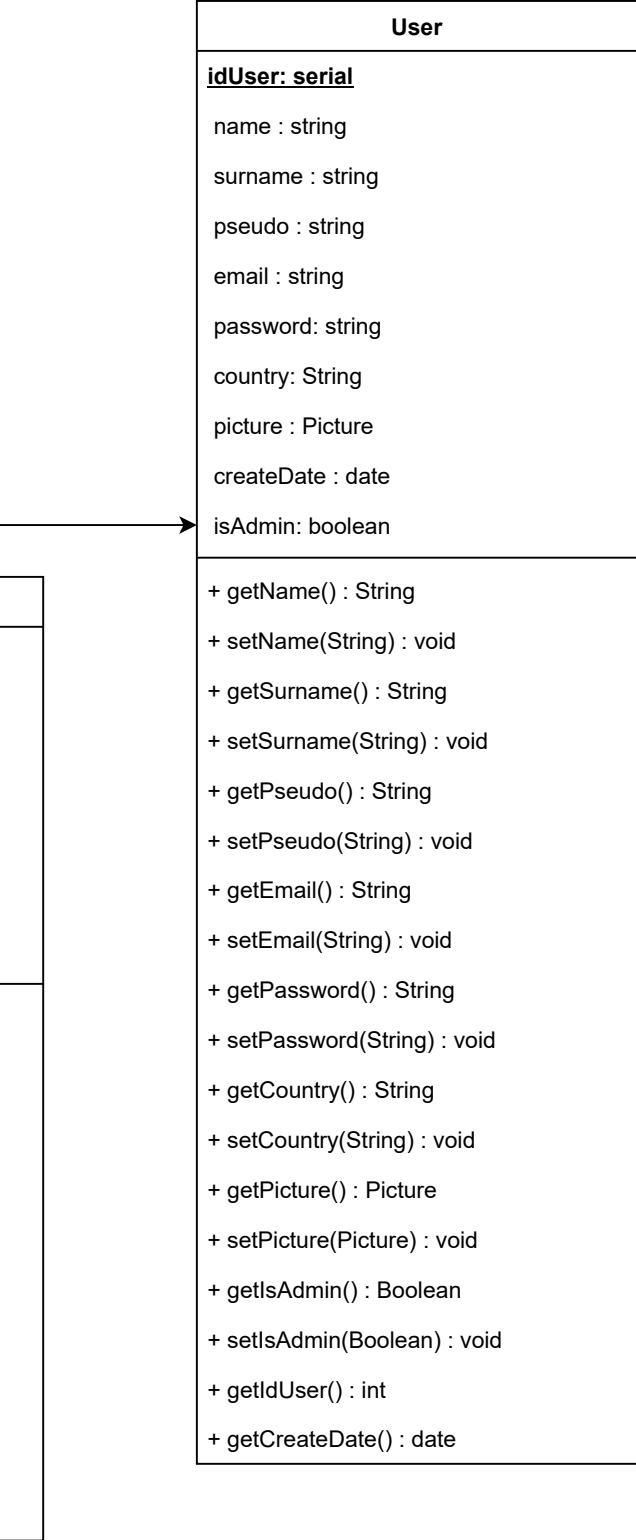 User
idUser: serial
name : string
surname : string
pseudo : string
email : string
password: string
country: String
picture : Picture
createDate : date
isAdmin: boolean
+ getName() : String
+ setName(String) : void
+ getSurname() : String
+ setSurname(String) : void
+ getPseudo() : String
+ setPseudo(String) : void
+ getEmail() : String
+ setEmail(String) : void
+ getPassword() : String
+ setPassword(String) : void
+ getCountry() : String
+ setCountry(String) : void
+ getPicture() : Picture
+ setPicture(Picture) : void
+ getIsAdmin() : Boolean
+ setIsAdmin(Boolean) : void
+ getIdUser() : int
+ getCreateDate() : date